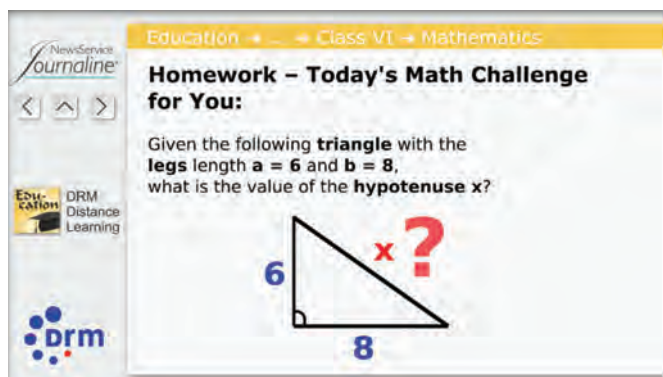 NewsService
Journaline
Education → ... → Class VI → Mathematics
Homework – Today's Math Challenge
for You:
Given the following triangle with the
legs length a = 6 and b = 8,
what is the value of the hypotenuse x?
Edu-
cation
DRM
Distance
Learning
x ?
6
8
Drm